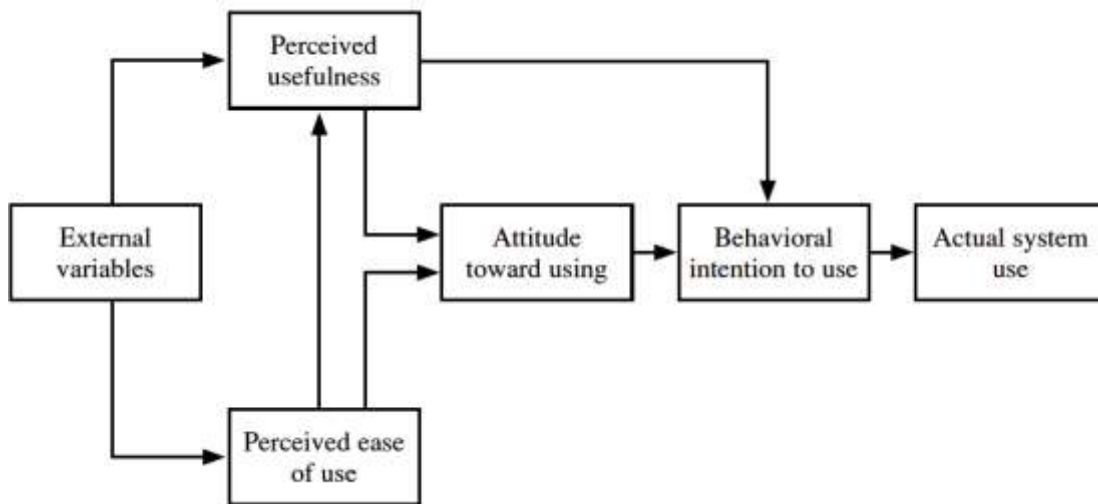 Perceived
usefulness
External
variables
Attitude
toward using
Behavioral
intention to use
Actual system
use
Perceived ease
of use